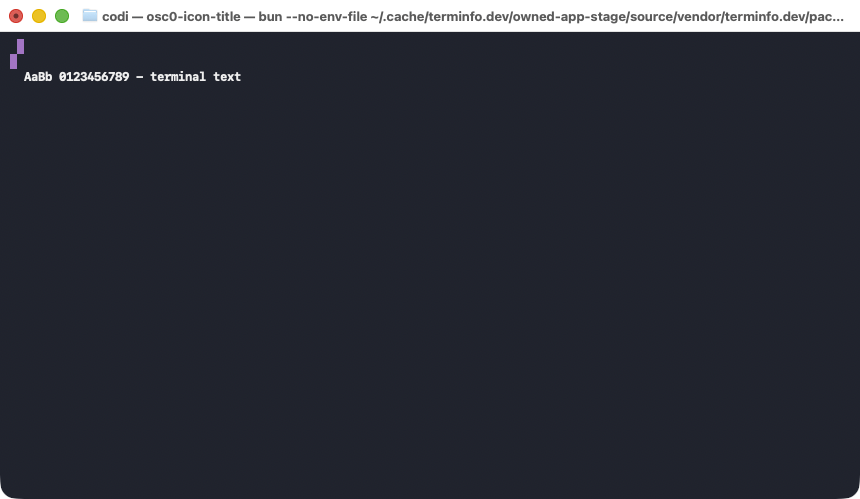 codi — osc0-icon-title — bun --no-env-file ~/.cache/terminfo.dev/owned-app-stage/source/vendor/terminfo.dev/pac...
AaBb 0123456789 — terminal text